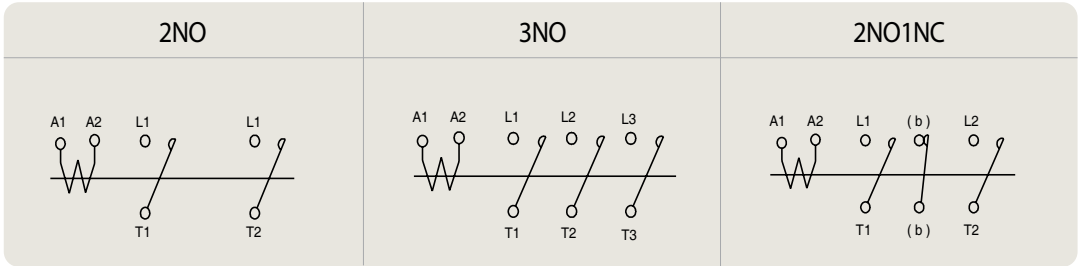 2NO 3NO 2NO1NC
A1 A2 L1 L1 A1 A2 L1 L2 L3 A1 A2 L1 ( b ) L2
T1 T2 T1 T2 T3 T1 ( b ) T2